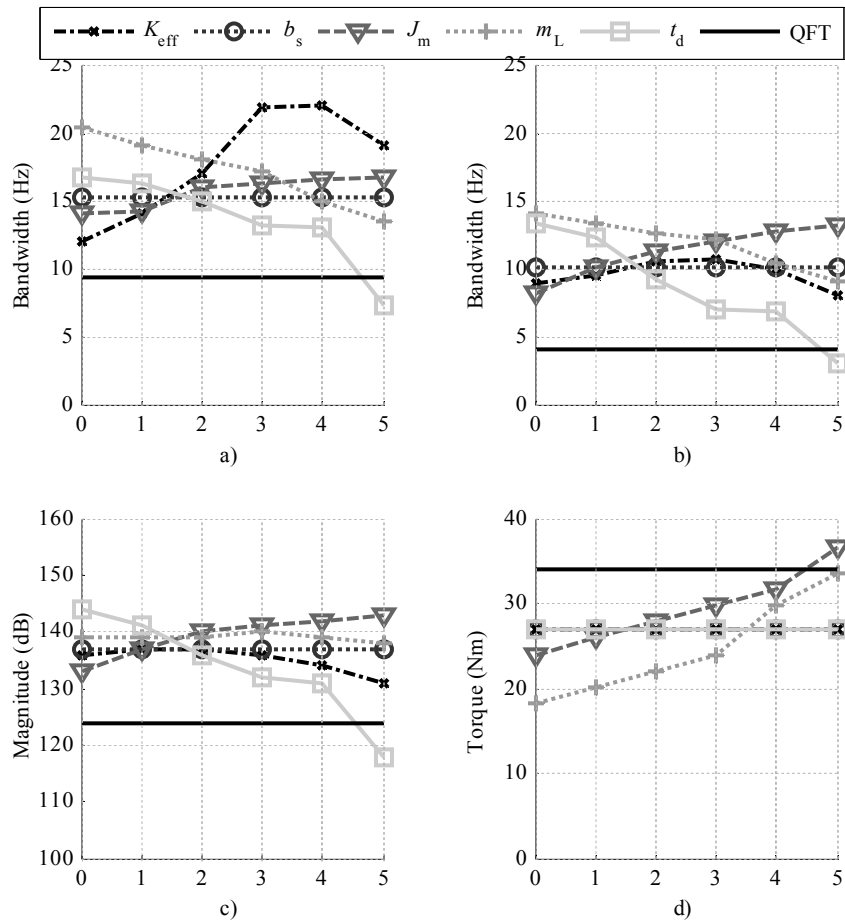 K_eff b_s J_m m_L t_d QFT
25
20
15
10
5
0
Bandwidth (Hz)
0 1 2 3 4 5
a)
25
20
15
10
5
0
Bandwidth (Hz)
0 1 2 3 4 5
b)
160
150
140
130
120
110
100
Magnitude (dB)
0 1 2 3 4 5
c)
40
30
20
10
0
Torque (Nm)
0 1 2 3 4 5
d)